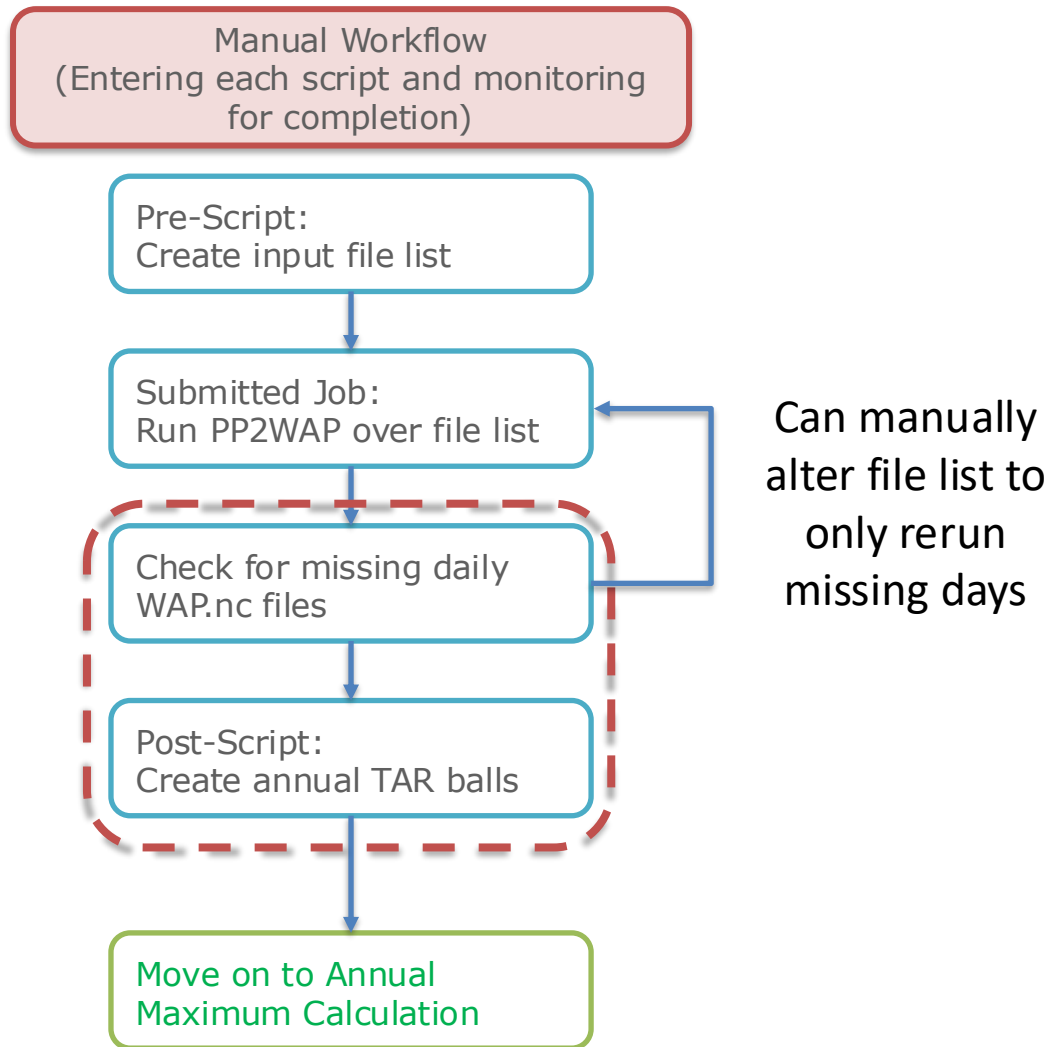 Manual Workflow
(Entering each script and monitoring
for completion)
Pre-Script:
Create input file list
Submitted Job:
Run PP2WAP over file list
Can manually
alter file list to
only rerun
missing days
Check for missing daily
WAP.nc files
Post-Script:
Create annual TAR balls
Move on to Annual
Maximum Calculation